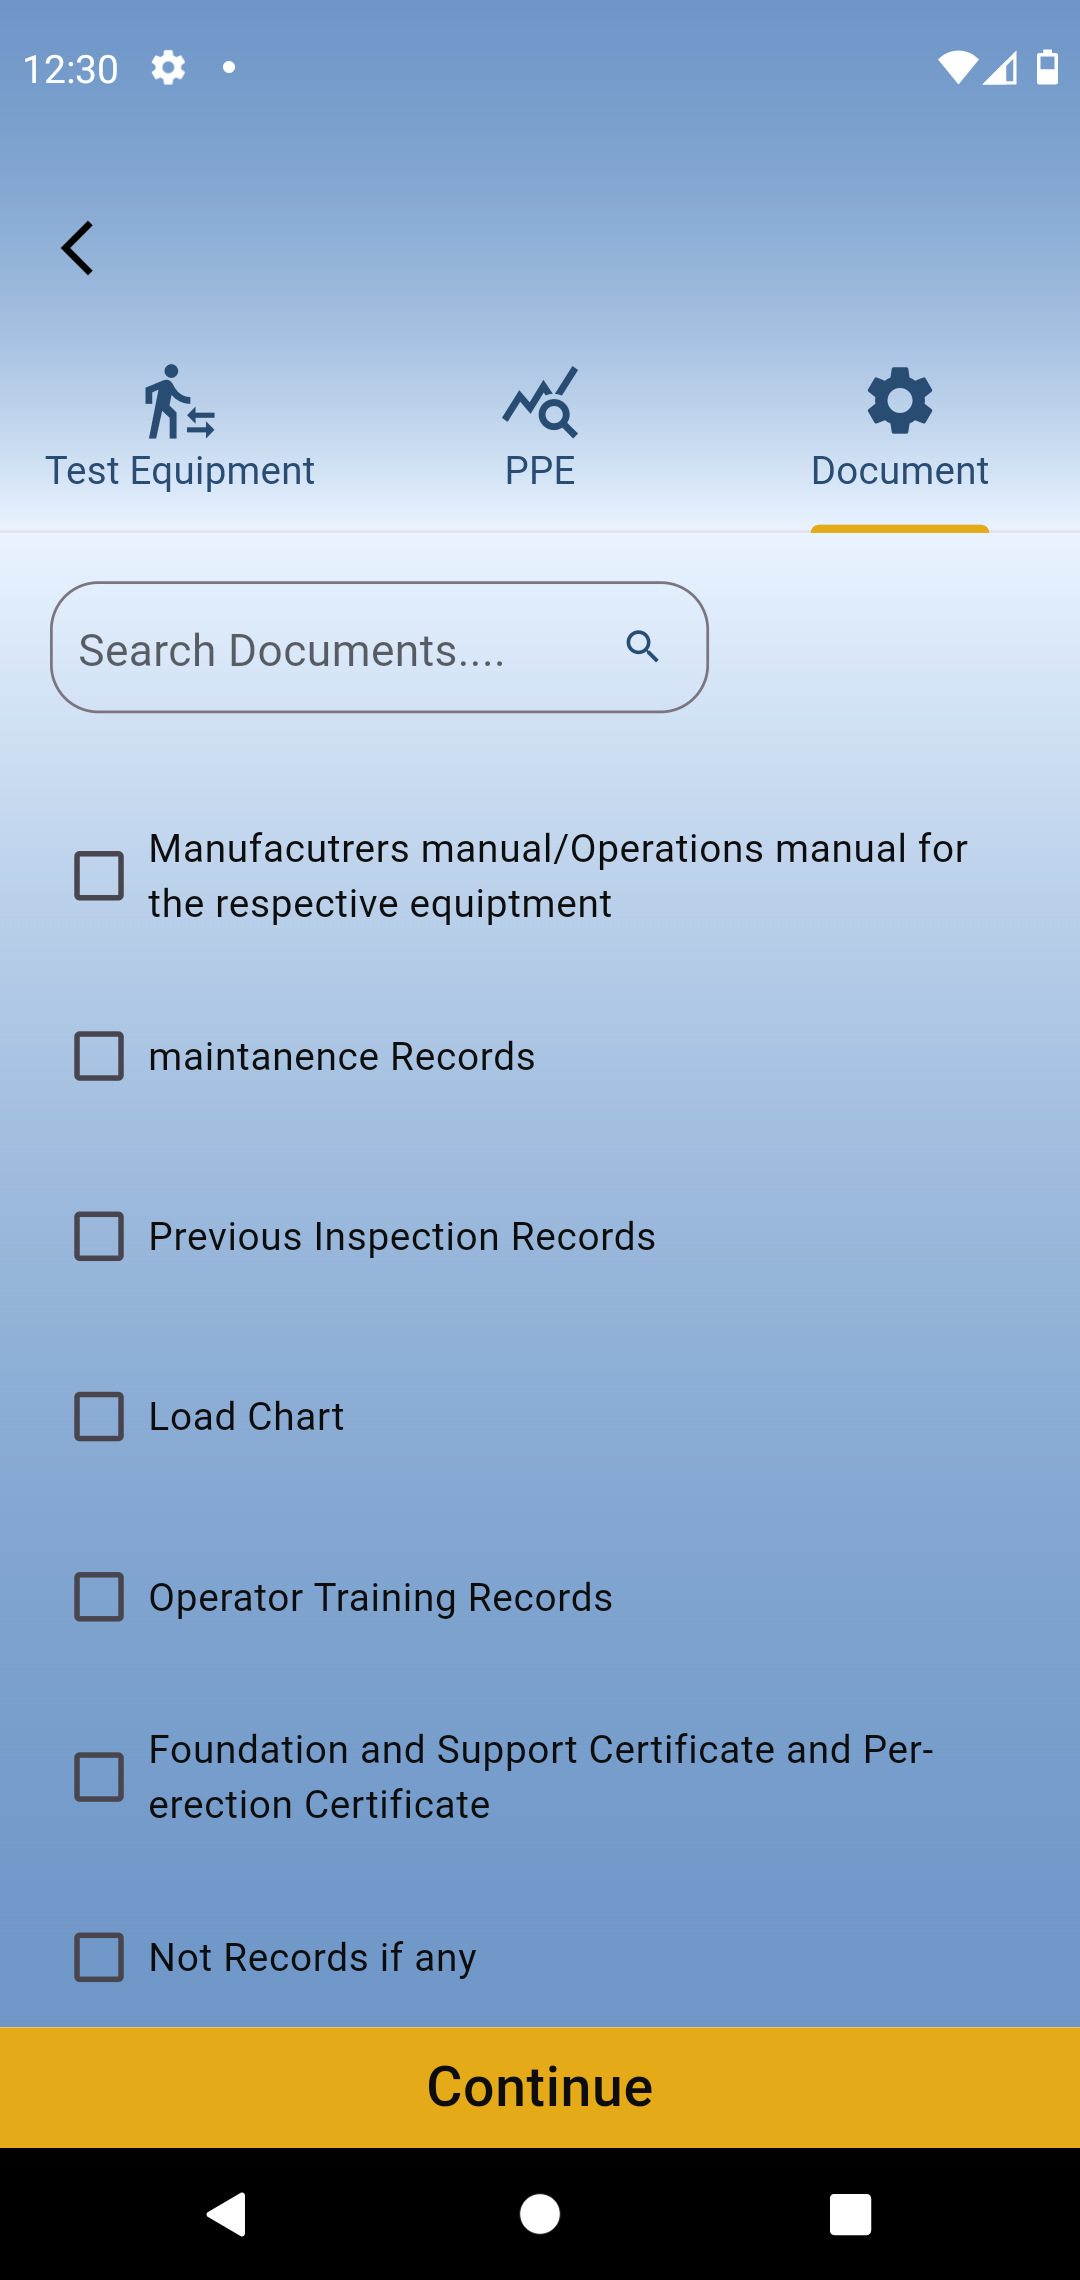 12:30
Test Equipment
PPE
Document
Search Documents....
Manufacutrers manual/Operations manual for
the respective equiptment
maintanence Records
Previous Inspection Records
Load Chart
Operator Training Records
Foundation and Support Certificate and Per-
erection Certificate
Not Records if any
Continue